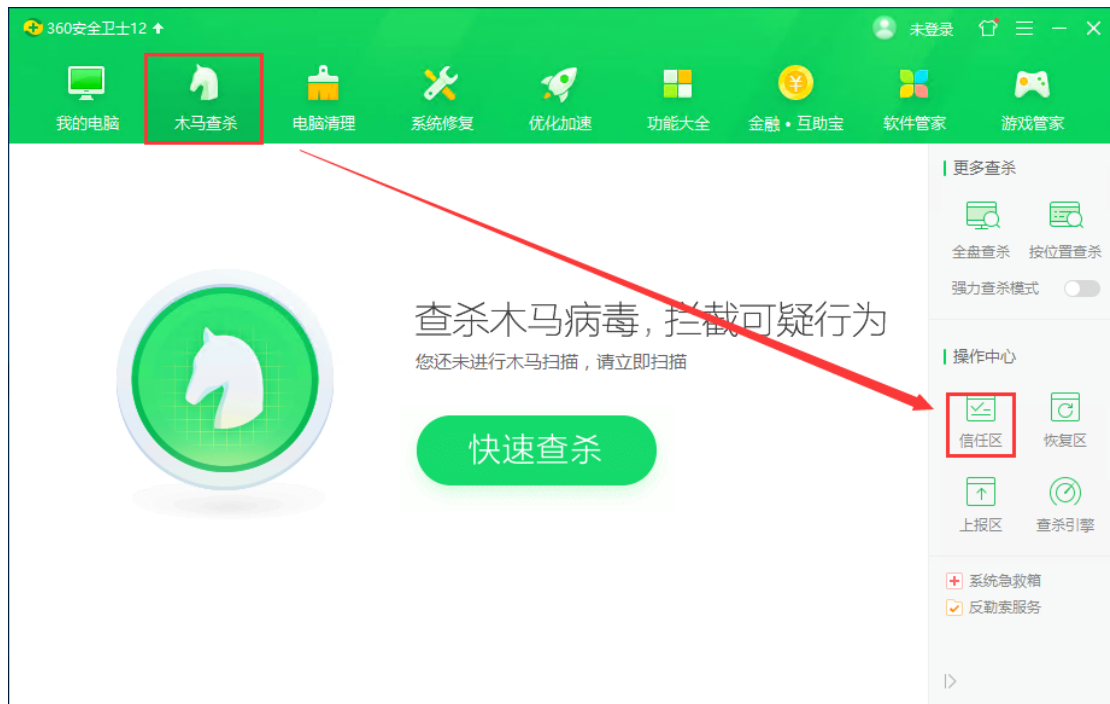 360安全卫士12
未登录
我的电脑
木马查杀
电脑清理
系统修复
优化加速
功能大全
金融•互助宝
软件管家
游戏管家
查杀木马病毒，拦截可疑行为
您还未进行木马扫描，请立即扫描
快速查杀
更多查杀
全盘查杀
按位置查杀
强力查杀模式
操作中心
信任区
恢复区
上报区
查杀引擎
系统急救箱
反勒索服务